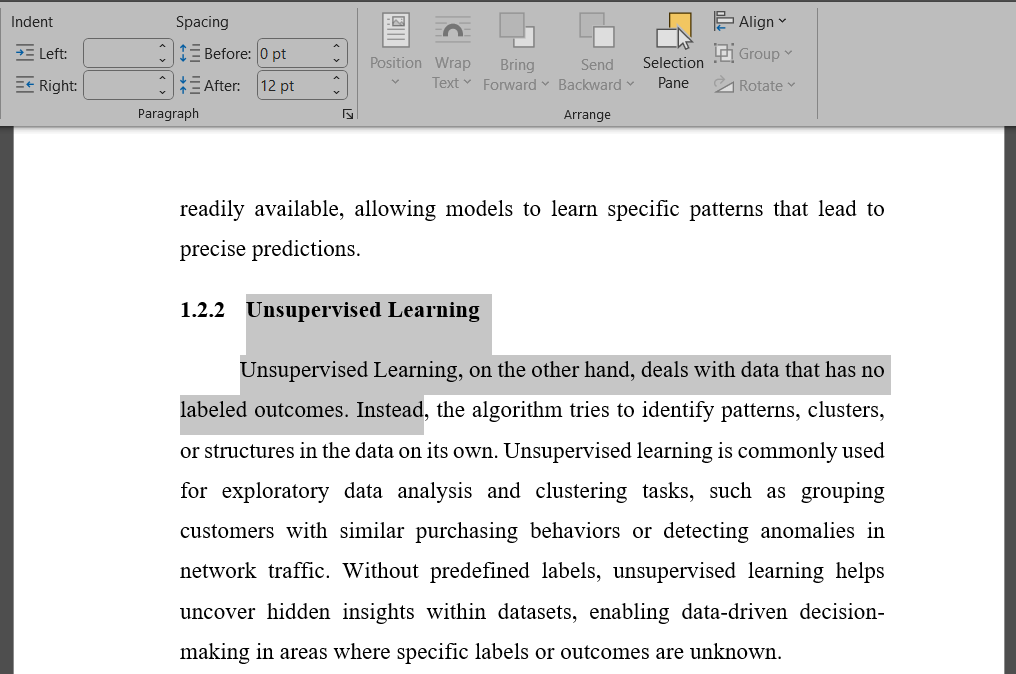 Indent
Spacing
Left:
Before: 0 pt
Right:
After: 12 pt
Paragraph
Position
Wrap Text
Bring Forward
Send Backward
Selection Pane
Align
Group
Rotate
Arrange
readily available, allowing models to learn specific patterns that lead to
precise predictions.
1.2.2 Unsupervised Learning
Unsupervised Learning, on the other hand, deals with data that has no
labeled outcomes. Instead, the algorithm tries to identify patterns, clusters,
or structures in the data on its own. Unsupervised learning is commonly used
for exploratory data analysis and clustering tasks, such as grouping
customers with similar purchasing behaviors or detecting anomalies in
network traffic. Without predefined labels, unsupervised learning helps
uncover hidden insights within datasets, enabling data-driven decision-
making in areas where specific labels or outcomes are unknown.